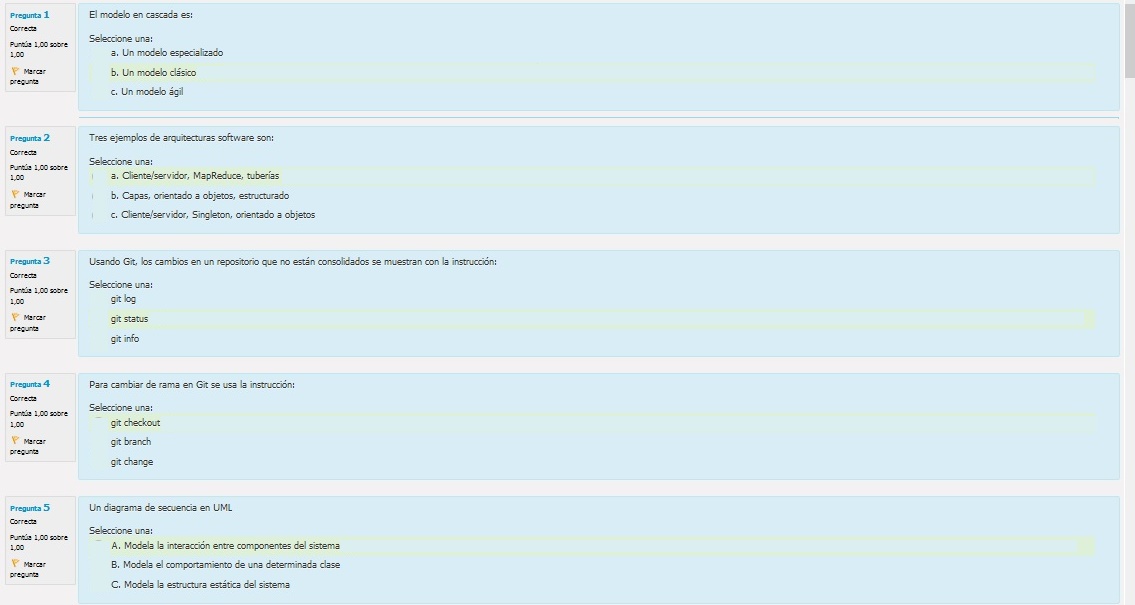 Pregunta 1
Correcta
Puntúa 1,00 sobre
1,00
Marcar
pregunta
El modelo en cascada es:
Seleccione una:
a. Un modelo especializado
b. Un modelo clásico
c. Un modelo ágil
Pregunta 2
Correcta
Puntúa 1,00 sobre
1,00
Marcar
pregunta
Tres ejemplos de arquitecturas software son:
Seleccione una:
a. Cliente/servidor, MapReduce, tuberías
b. Capas, orientado a objetos, estructurado
c. Cliente/servidor, Singleton, orientado a objetos
Pregunta 3
Correcta
Puntúa 1,00 sobre
1,00
Marcar
pregunta
Usando Git, los cambios en un repositorio que no están consolidados se muestran con la instrucción:
Seleccione una:
git log
git status
git info
Pregunta 4
Correcta
Puntúa 1,00 sobre
1,00
Marcar
pregunta
Para cambiar de rama en Git se usa la instrucción:
Seleccione una:
git checkout
git branch
git change
Pregunta 5
Correcta
Puntúa 1,00 sobre
1,00
Marcar
pregunta
Un diagrama de secuencia en UML
Seleccione una:
A. Modela la interacción entre componentes del sistema
B. Modela el comportamiento de una determinada clase
C. Modela la estructura estática del sistema